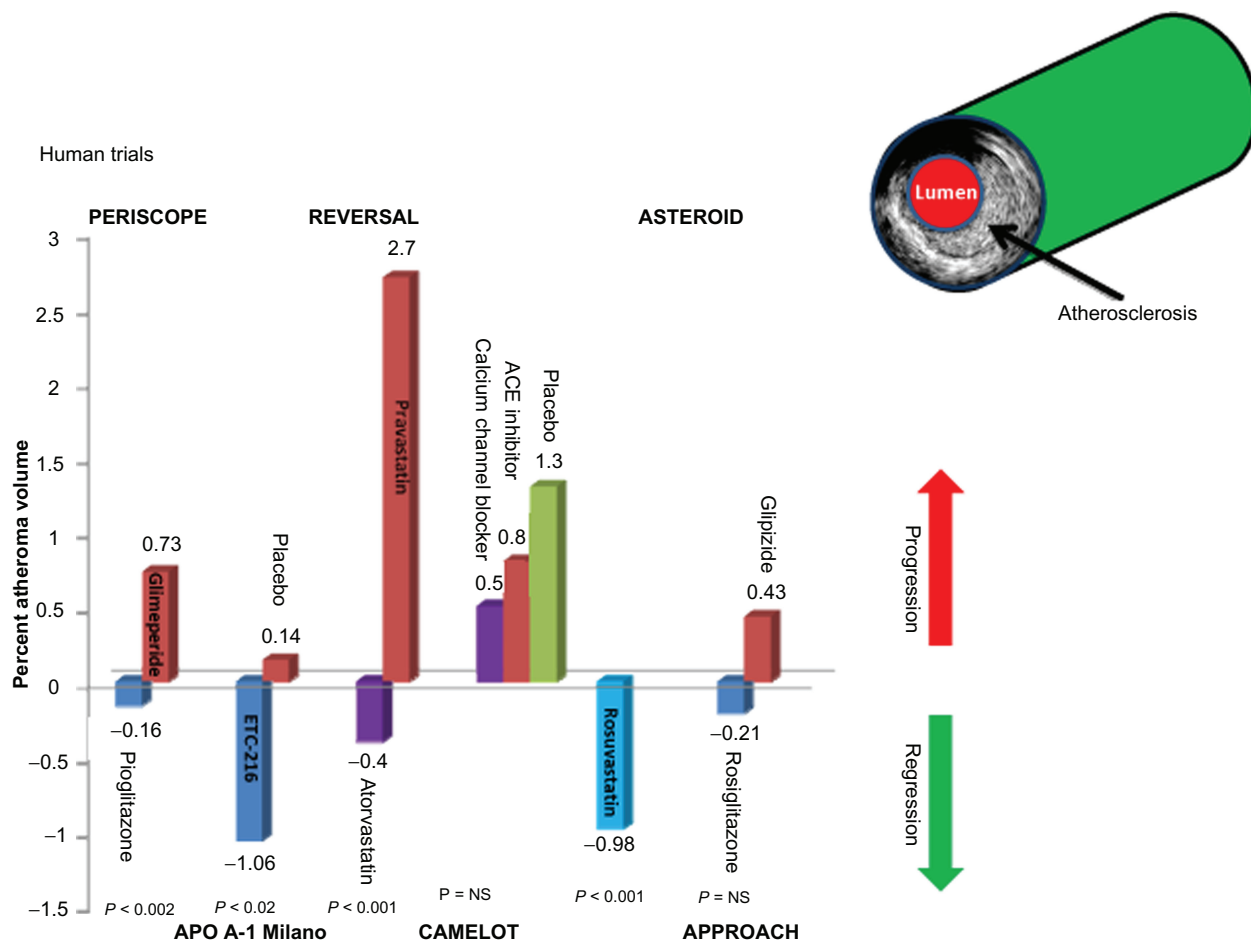 Human trials
PERISCOPE
REVERSAL
ASTEROID
Lumen
Atherosclerosis
Percent atheroma volume
3
2.5
2
1.5
1
0.5
0
–0.5
–1
–1.5
0.73
Glimeperide
–0.16
Pioglitazone
Placebo
0.14
ETC-216
–1.06
2.7
Pravastatin
–0.4
Atorvastatin
Calcium channel blocker
0.5
ACE inhibitor
0.8
Placebo
1.3
Rosuvastatin
–0.98
Glipizide
0.43
–0.21
Rosiglitazone
Progression
Regression
P < 0.002
P < 0.02
P < 0.001
P = NS
P < 0.001
P = NS
APO A-1 Milano
CAMELOT
APPROACH